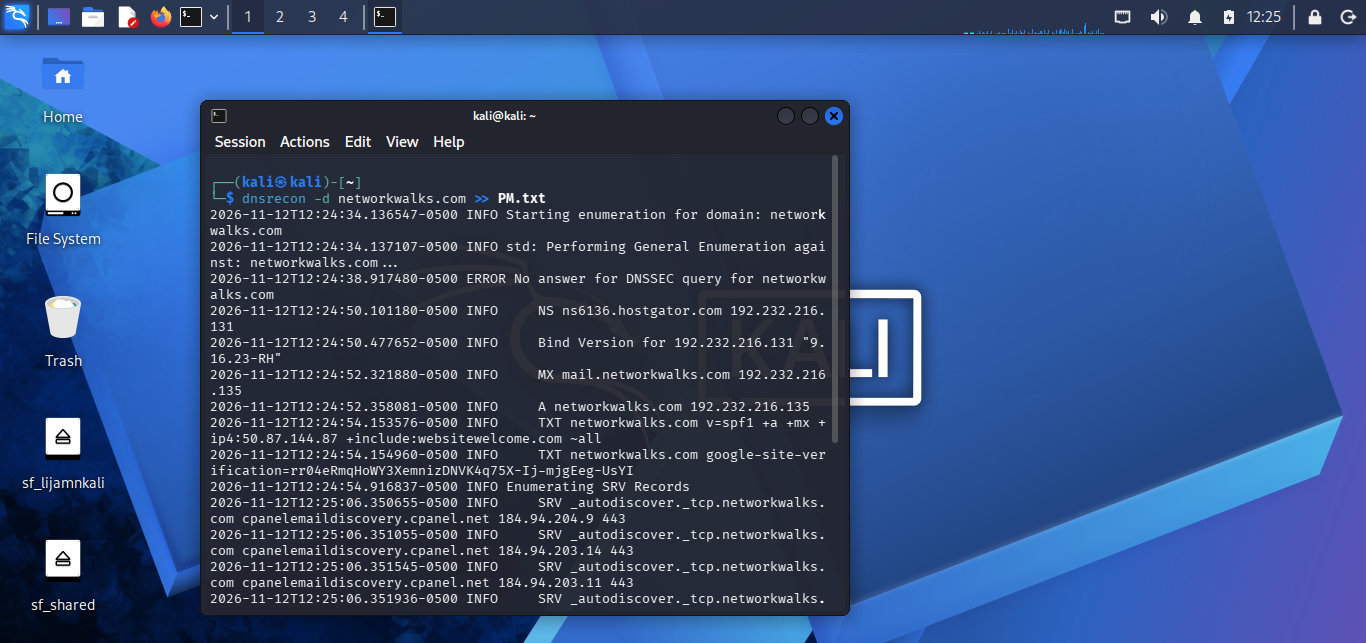 1 2 3 4
12:25
Home
File System
Trash
sf_lijamnkali
sf_shared
kali@kali: ~
Session Actions Edit View Help
┌──(kali㉿kali)-[~]
└─$ dnsrecon -d networkwalks.com >> PM.txt
2026-11-12T12:24:34.136547-0500 INFO Starting enumeration for domain: network
walks.com
2026-11-12T12:24:34.137107-0500 INFO std: Performing General Enumeration agai
nst: networkwalks.com...
2026-11-12T12:24:38.917480-0500 ERROR No answer for DNSSEC query for networkw
alks.com
2026-11-12T12:24:50.101180-0500 INFO     NS ns6136.hostgator.com 192.232.216.
131
2026-11-12T12:24:50.477652-0500 INFO     Bind Version for 192.232.216.131 "9.
16.23-RH"
2026-11-12T12:24:52.321880-0500 INFO     MX mail.networkwalks.com 192.232.216
.135
2026-11-12T12:24:52.358081-0500 INFO     A networkwalks.com 192.232.216.135
2026-11-12T12:24:54.153576-0500 INFO     TXT networkwalks.com v=spf1 +a +mx +
ip4:50.87.144.87 +include:websitewelcome.com ~all
2026-11-12T12:24:54.154960-0500 INFO     TXT networkwalks.com google-site-ver
ification=rr04eRmqHoWY3XemnizDNVK4q75X-Ij-mjgEeg-UsYI
2026-11-12T12:24:54.916837-0500 INFO Enumerating SRV Records
2026-11-12T12:25:06.350655-0500 INFO     SRV _autodiscover._tcp.networkwalks.
com cpanelemaildiscovery.cpanel.net 184.94.204.9 443
2026-11-12T12:25:06.351055-0500 INFO     SRV _autodiscover._tcp.networkwalks.
com cpanelemaildiscovery.cpanel.net 184.94.203.14 443
2026-11-12T12:25:06.351545-0500 INFO     SRV _autodiscover._tcp.networkwalks.
com cpanelemaildiscovery.cpanel.net 184.94.203.11 443
2026-11-12T12:25:06.351936-0500 INFO     SRV _autodiscover._tcp.networkwalks.
KALI